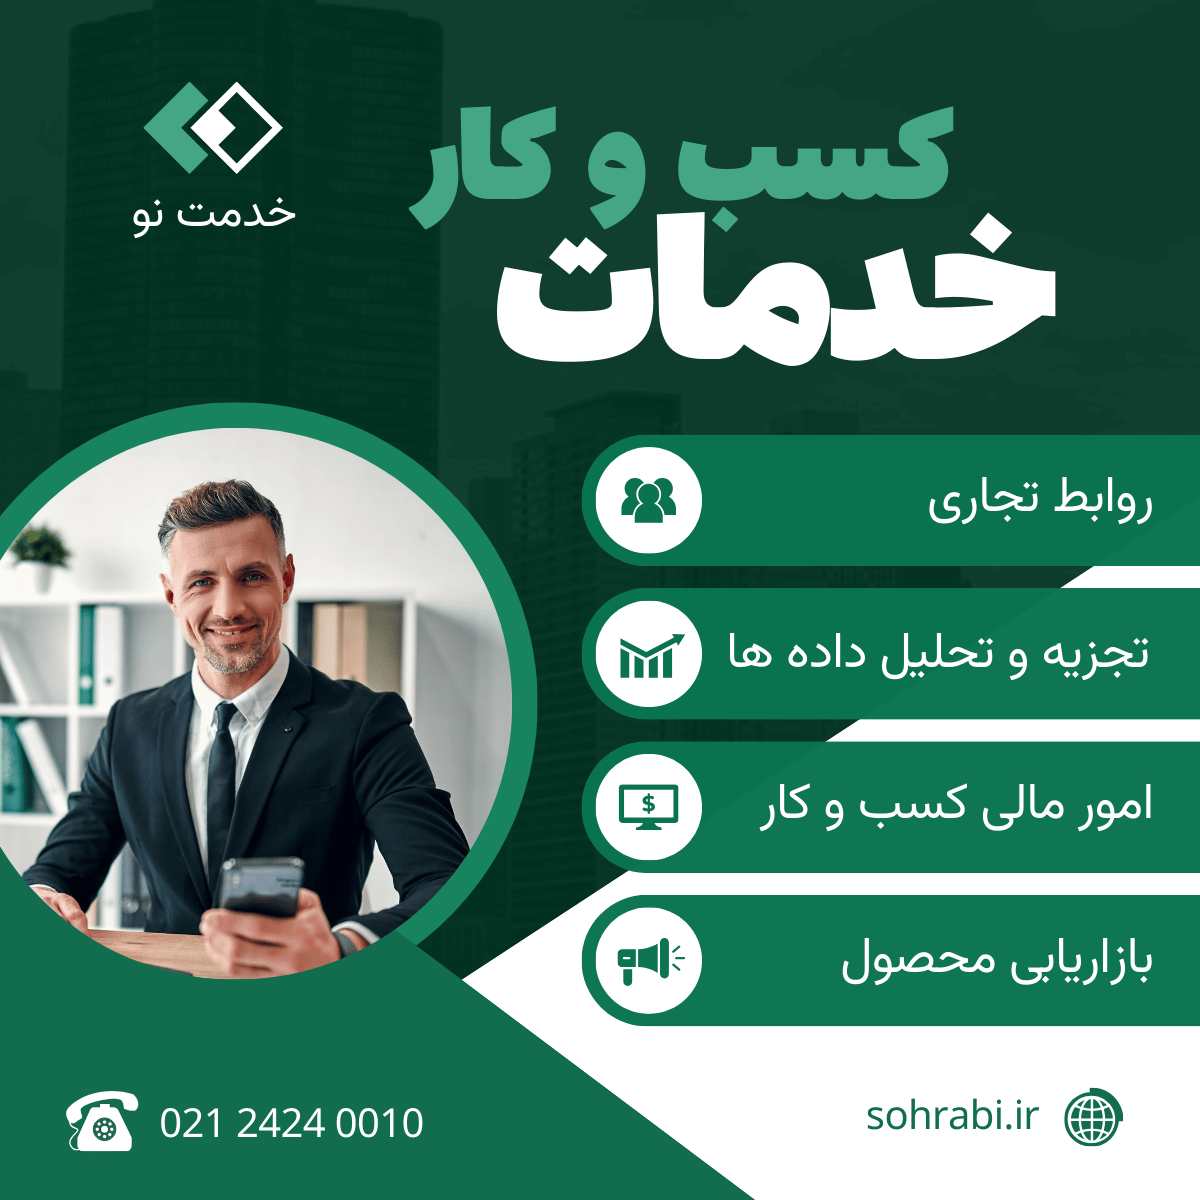 خدمت نو
کسب و کار
خدمات
روابط تجاری
تجزیه و تحلیل داده ها
امور مالی کسب و کار
$
بازاریابی محصول
021 2424 0010
sohrabi.ir